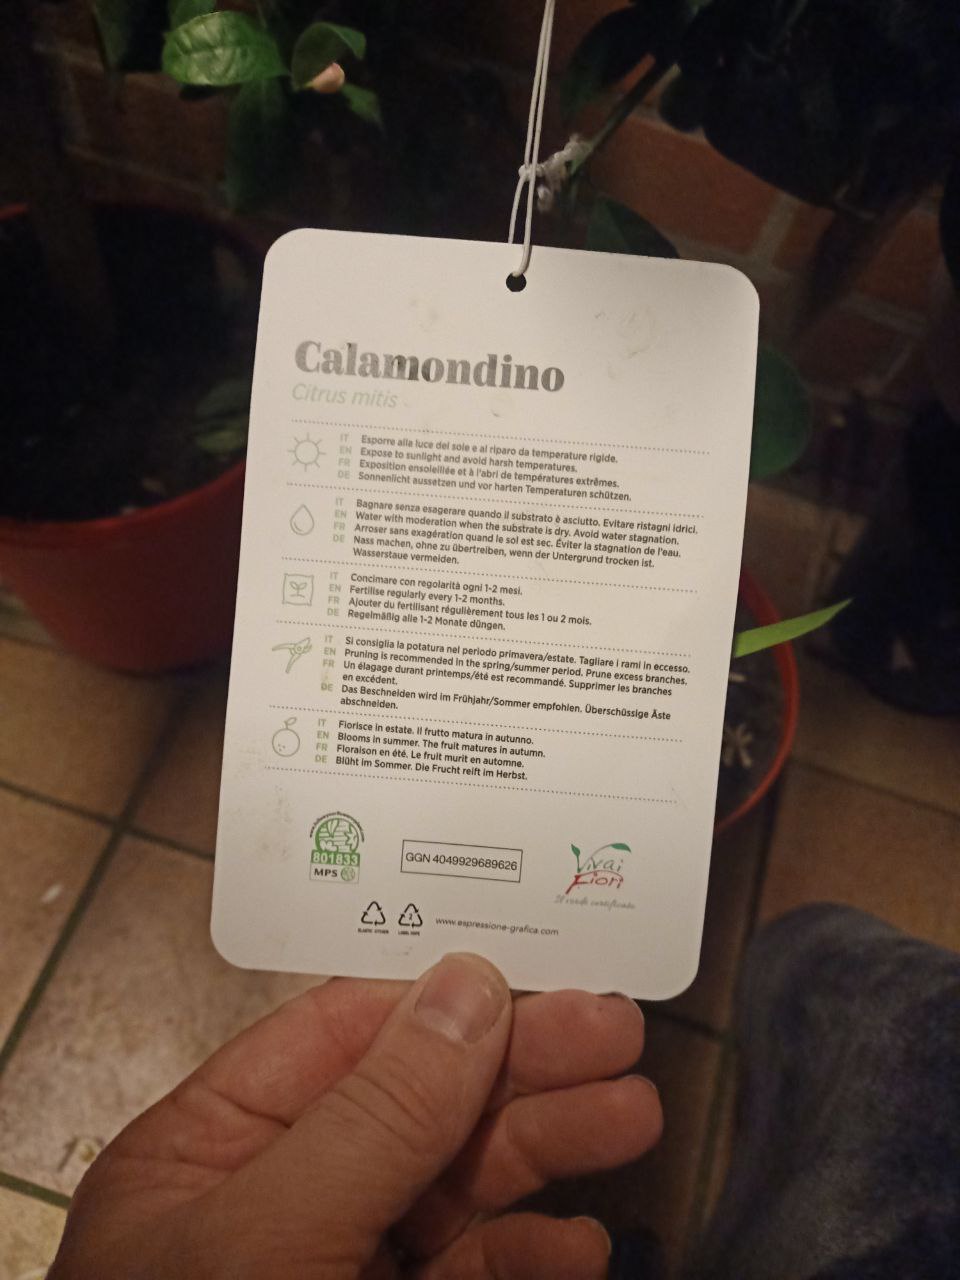 Calamondino
Citrus mitis
IT Esporre alla luce del sole e al riparo da temperature rigide.
EN Expose to sunlight and avoid harsh temperatures.
FR Exposition ensoleillée et à l'abri de températures extrêmes.
DE Sonnenlicht aussetzen und vor harten Temperaturen schützen.
IT Bagnare senza esagerare quando il substrato è asciutto. Evitare ristagni idrici.
EN Water with moderation when the substrate is dry. Avoid water stagnation.
FR Arroser sans exagération quand le sol est sec. Éviter la stagnation de l'eau.
DE Nass machen, ohne zu übertreiben, wenn der Untergrund trocken ist.
Wasserstaue vermeiden.
IT Concimare con regolarità ogni 1-2 mesi.
EN Fertilise regularly every 1-2 months.
FR Ajouter du fertilisant régulièrement tous les 1 ou 2 mois.
DE Regelmäßig alle 1-2 Monate düngen.
IT Si consiglia la potatura nel periodo primavera/estate. Tagliare i rami in eccesso.
EN Pruning is recommended in the spring/summer period. Prune excess branches.
FR Un élagage durant printemps/été est recommandé. Supprimer les branches
en excédent.
DE Das Beschneiden wird im Frühjahr/Sommer empfohlen. Überschüssige Äste
abschneiden.
IT Fiorisce in estate. Il frutto matura in autunno.
EN Blooms in summer. The fruit matures in autumn.
FR Floraison en été. Le fruit murit en automne.
DE Blüht im Sommer. Die Frucht reift im Herbst.
801833
MPS
GGN 4049929689626
Vivai
Fiori
Il verde certificato
www.espressione-grafica.com